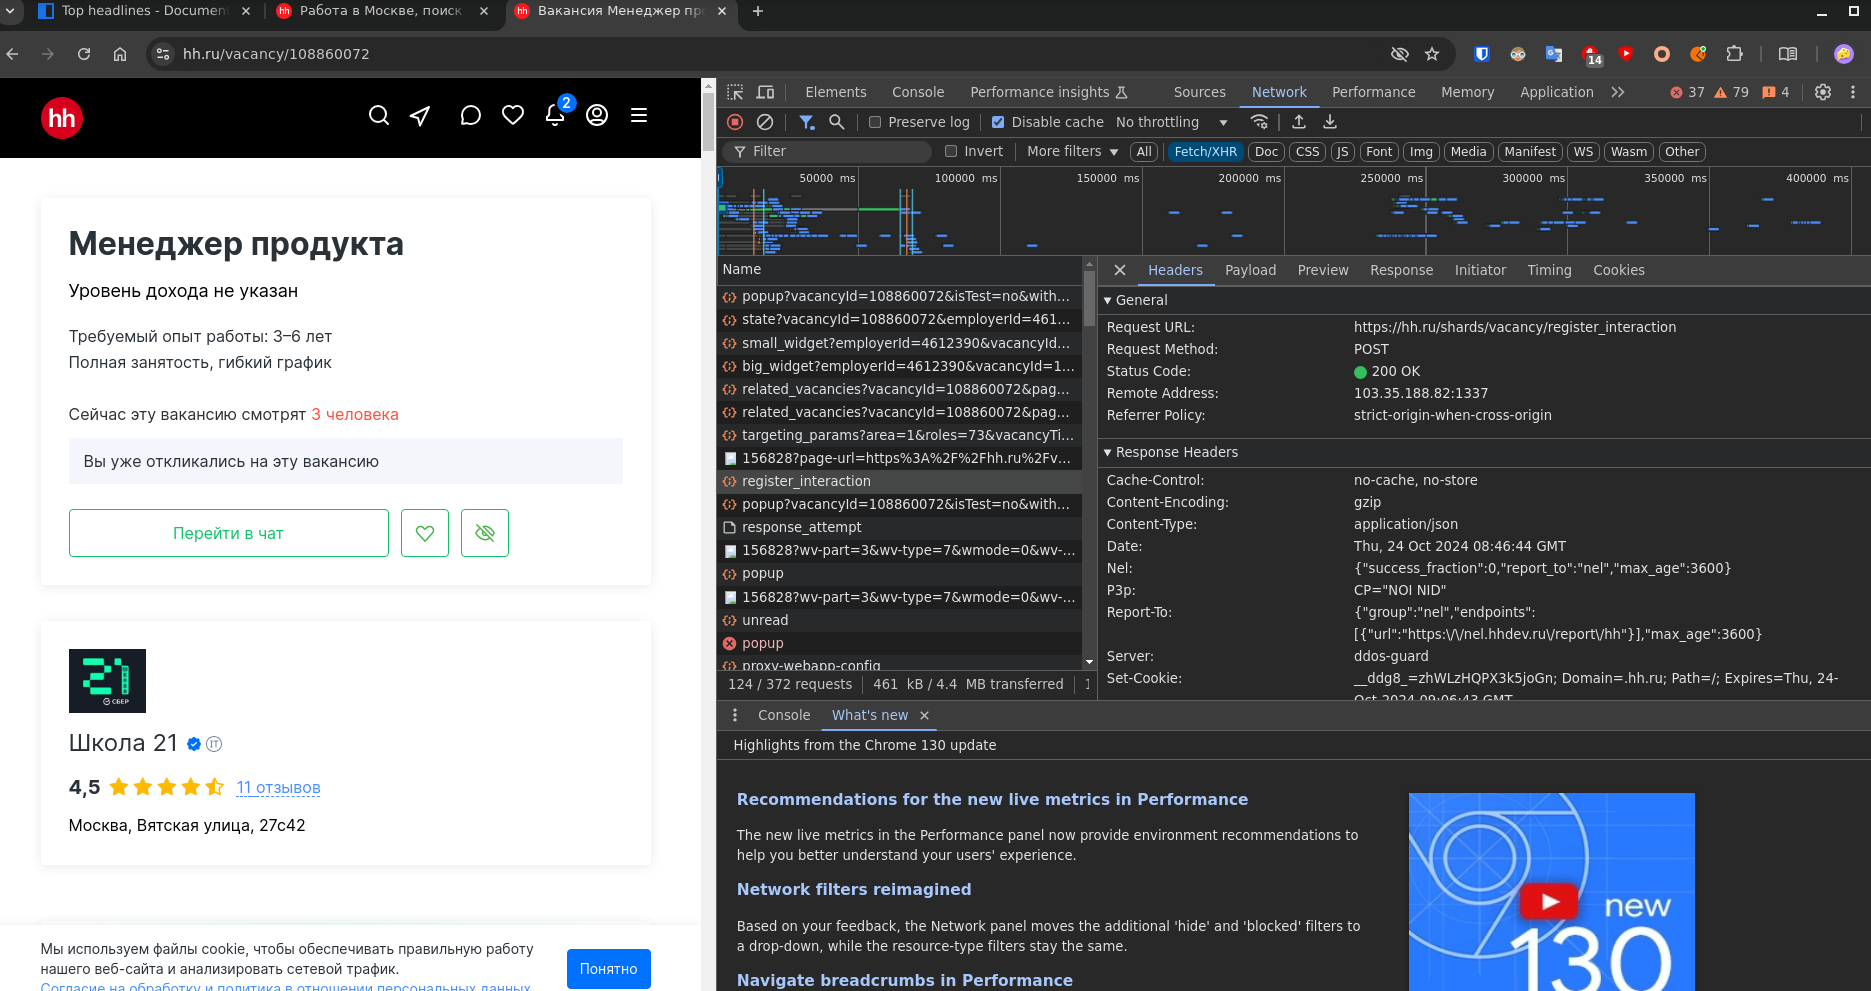 Top headlines - Documen
Работа в Москве, поиск
Вакансия Менеджер пр
hh.ru/vacancy/108860072
14
hh
2
Менеджер продукта
Уровень дохода не указан
Требуемый опыт работы: 3–6 лет
Полная занятость, гибкий график
Сейчас эту вакансию смотрят 3 человека
Вы уже откликались на эту вакансию
Перейти в чат
21
СБЕР
Школа 21
IT
4,5
11 отзывов
Москва, Вятская улица, 27с42
Мы используем файлы cookie, чтобы обеспечивать правильную работу
нашего веб-сайта и анализировать сетевой трафик.
Согласие на обработку и политика в отношении персональных данных
Понятно
Elements Console Performance insights Sources Network Performance Memory Application 37 79 4
Preserve log Disable cache No throttling
Filter Invert More filters All Fetch/XHR Doc CSS JS Font Img Media Manifest WS Wasm Other
50000 ms 100000 ms 150000 ms 200000 ms 250000 ms 300000 ms 350000 ms 400000 ms
Name
popup?vacancyId=108860072&isTest=no&with...
state?vacancyId=108860072&employerId=461...
small_widget?employerId=4612390&vacancyId...
big_widget?employerId=4612390&vacancyId=1...
related_vacancies?vacancyId=108860072&pag...
related_vacancies?vacancyId=108860072&pag...
targeting_params?area=1&roles=73&vacancyTi...
156828?page-url=https%3A%2F%2Fhh.ru%2Fv...
register_interaction
popup?vacancyId=108860072&isTest=no&with...
response_attempt
156828?wv-part=3&wv-type=7&wmode=0&wv-...
popup
156828?wv-part=3&wv-type=7&wmode=0&wv-...
unread
popup
proxy-webapp-config
124 / 372 requests 461 kB / 4.4 MB transferred
Headers Payload Preview Response Initiator Timing Cookies
General
Request URL: https://hh.ru/shards/vacancy/register_interaction
Request Method: POST
Status Code: 200 OK
Remote Address: 103.35.188.82:1337
Referrer Policy: strict-origin-when-cross-origin
Response Headers
Cache-Control: no-cache, no-store
Content-Encoding: gzip
Content-Type: application/json
Date: Thu, 24 Oct 2024 08:46:44 GMT
Nel: {"success_fraction":0,"report_to":"nel","max_age":3600}
P3p: CP="NOI NID"
Report-To: {"group":"nel","endpoints":
[{"url":"https:\/\/nel.hhdev.ru\/report\/hh"}],"max_age":3600}
Server: ddos-guard
Set-Cookie: __ddg8_=zhWLzHQPX3k5joGn; Domain=.hh.ru; Path=/; Expires=Thu, 24-
Oct-2024 09:06:43 GMT
Console What's new
Highlights from the Chrome 130 update
Recommendations for the new live metrics in Performance
The new live metrics in the Performance panel now provide environment recommendations to
help you better understand your users' experience.
Network filters reimagined
Based on your feedback, the Network panel moves the additional 'hide' and 'blocked' filters to
a drop-down, while the resource-type filters stay the same.
Navigate breadcrumbs in Performance
new
130